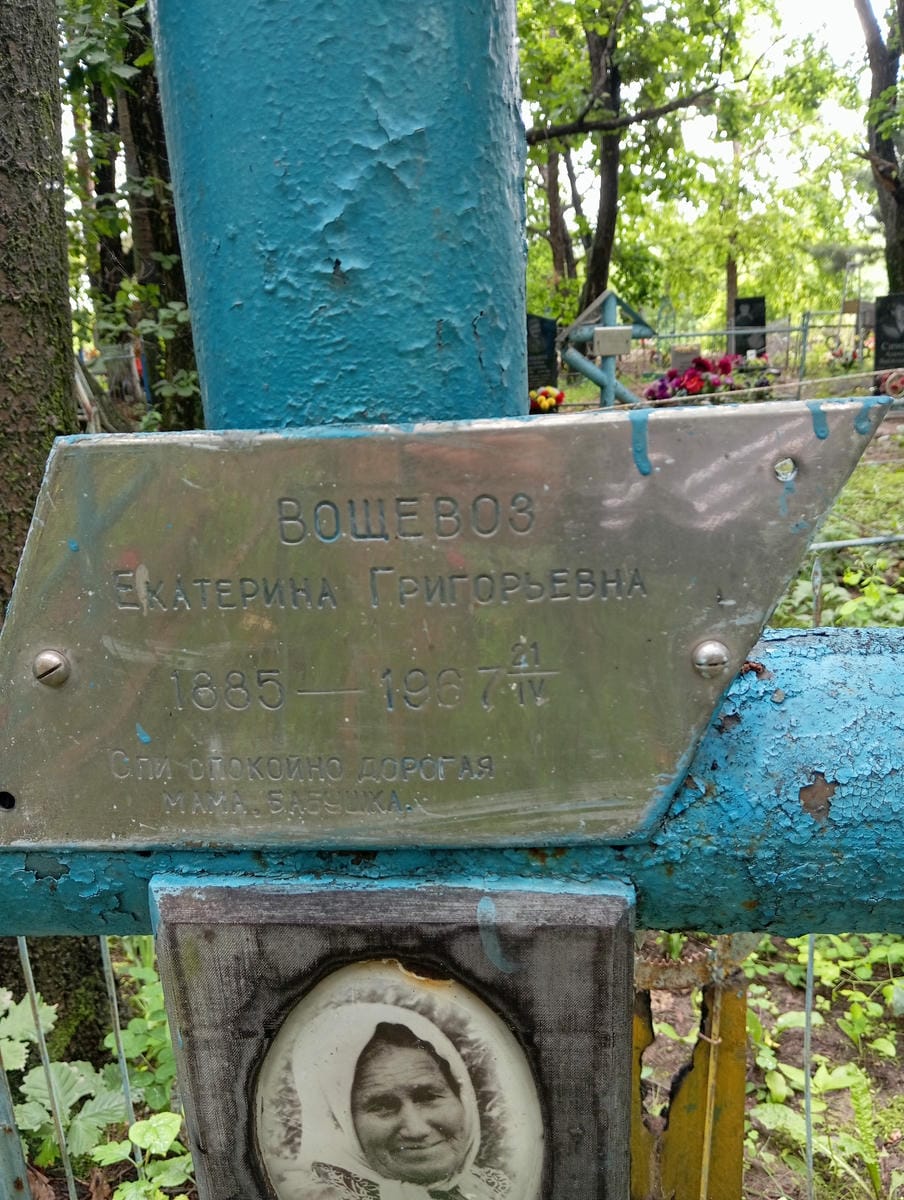 ВОЩЕВОЗ
ЕКАТЕРИНА ГРИГОРЬЕВНА
1885 — 1967 21/IV
СПИ СПОКОЙНО ДОРОГАЯ
МАМА, БАБУШКА.